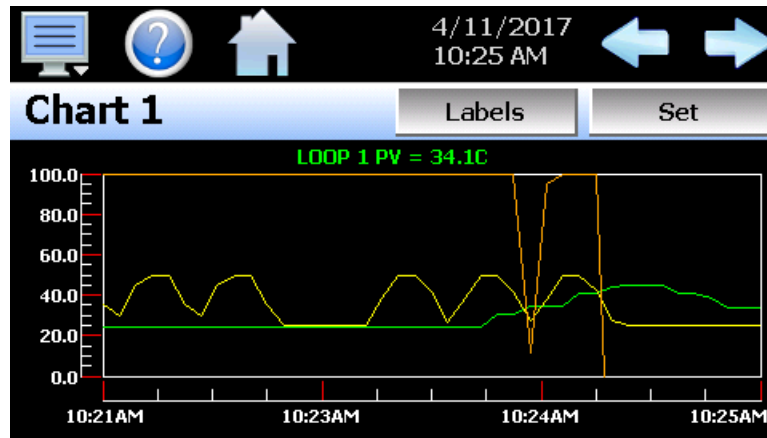 ?
4/11/2017
10:25 AM
Chart 1
Labels
Set
LOOP 1 PV = 34.1C
100.0
80.0
60.0
40.0
20.0
0.0
10:21AM 10:23AM 10:24AM 10:25AM